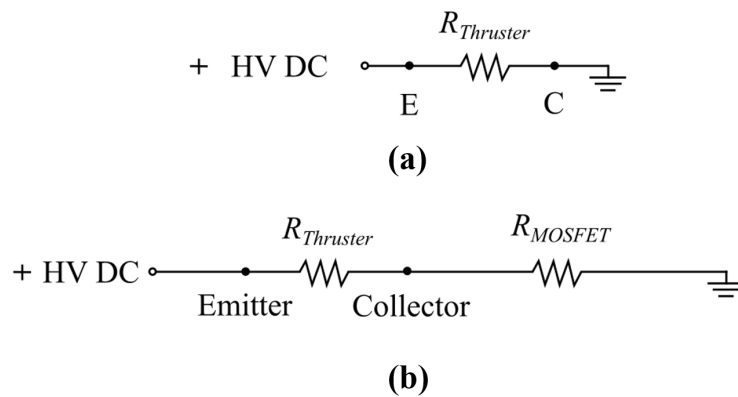 R_Thruster
+ HV DC
E
C
(a)
R_Thruster
R_MOSFET
+ HV DC
Emitter
Collector
(b)